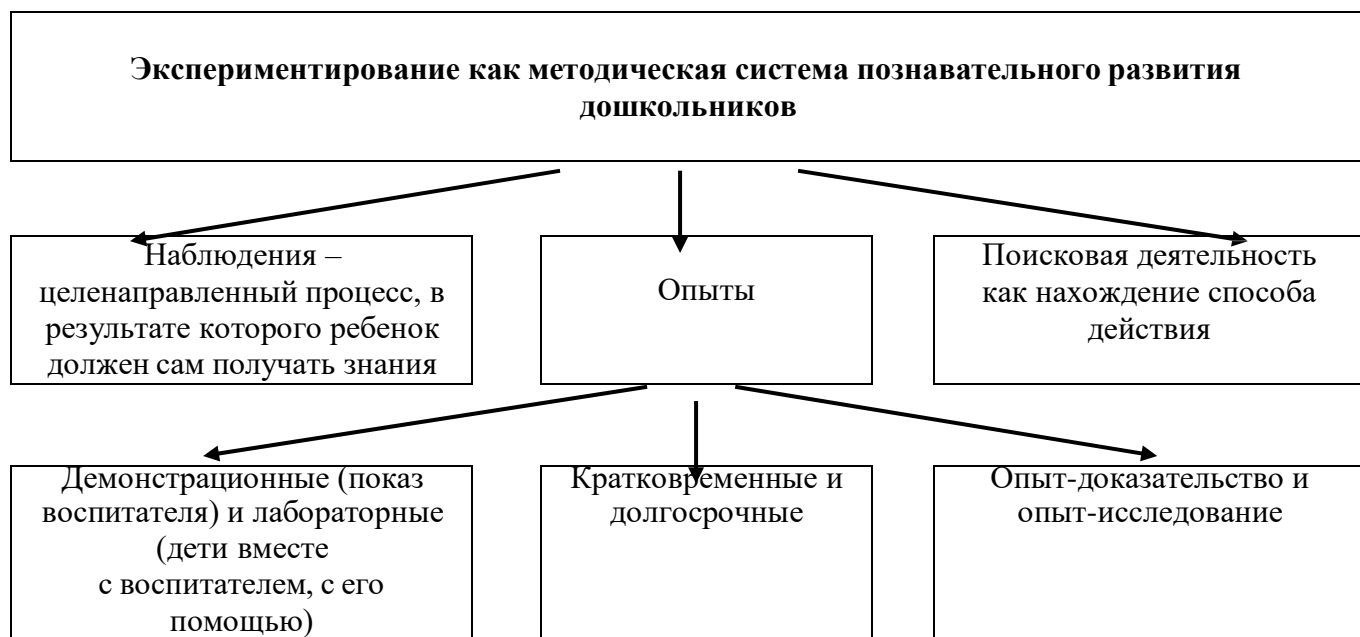 Экспериментирование как методическая система познавательного развития
дошкольников
Наблюдения –
целенаправленный процесс, в
результате которого ребенок
должен сам получать знания
Опыты
Поисковая деятельность
как нахождение способа
действия
Демонстрационные (показ
воспитателя) и лабораторные
(дети вместе
с воспитателем, с его
помощью)
Кратковременные и
долгосрочные
Опыт-доказательство и
опыт-исследование